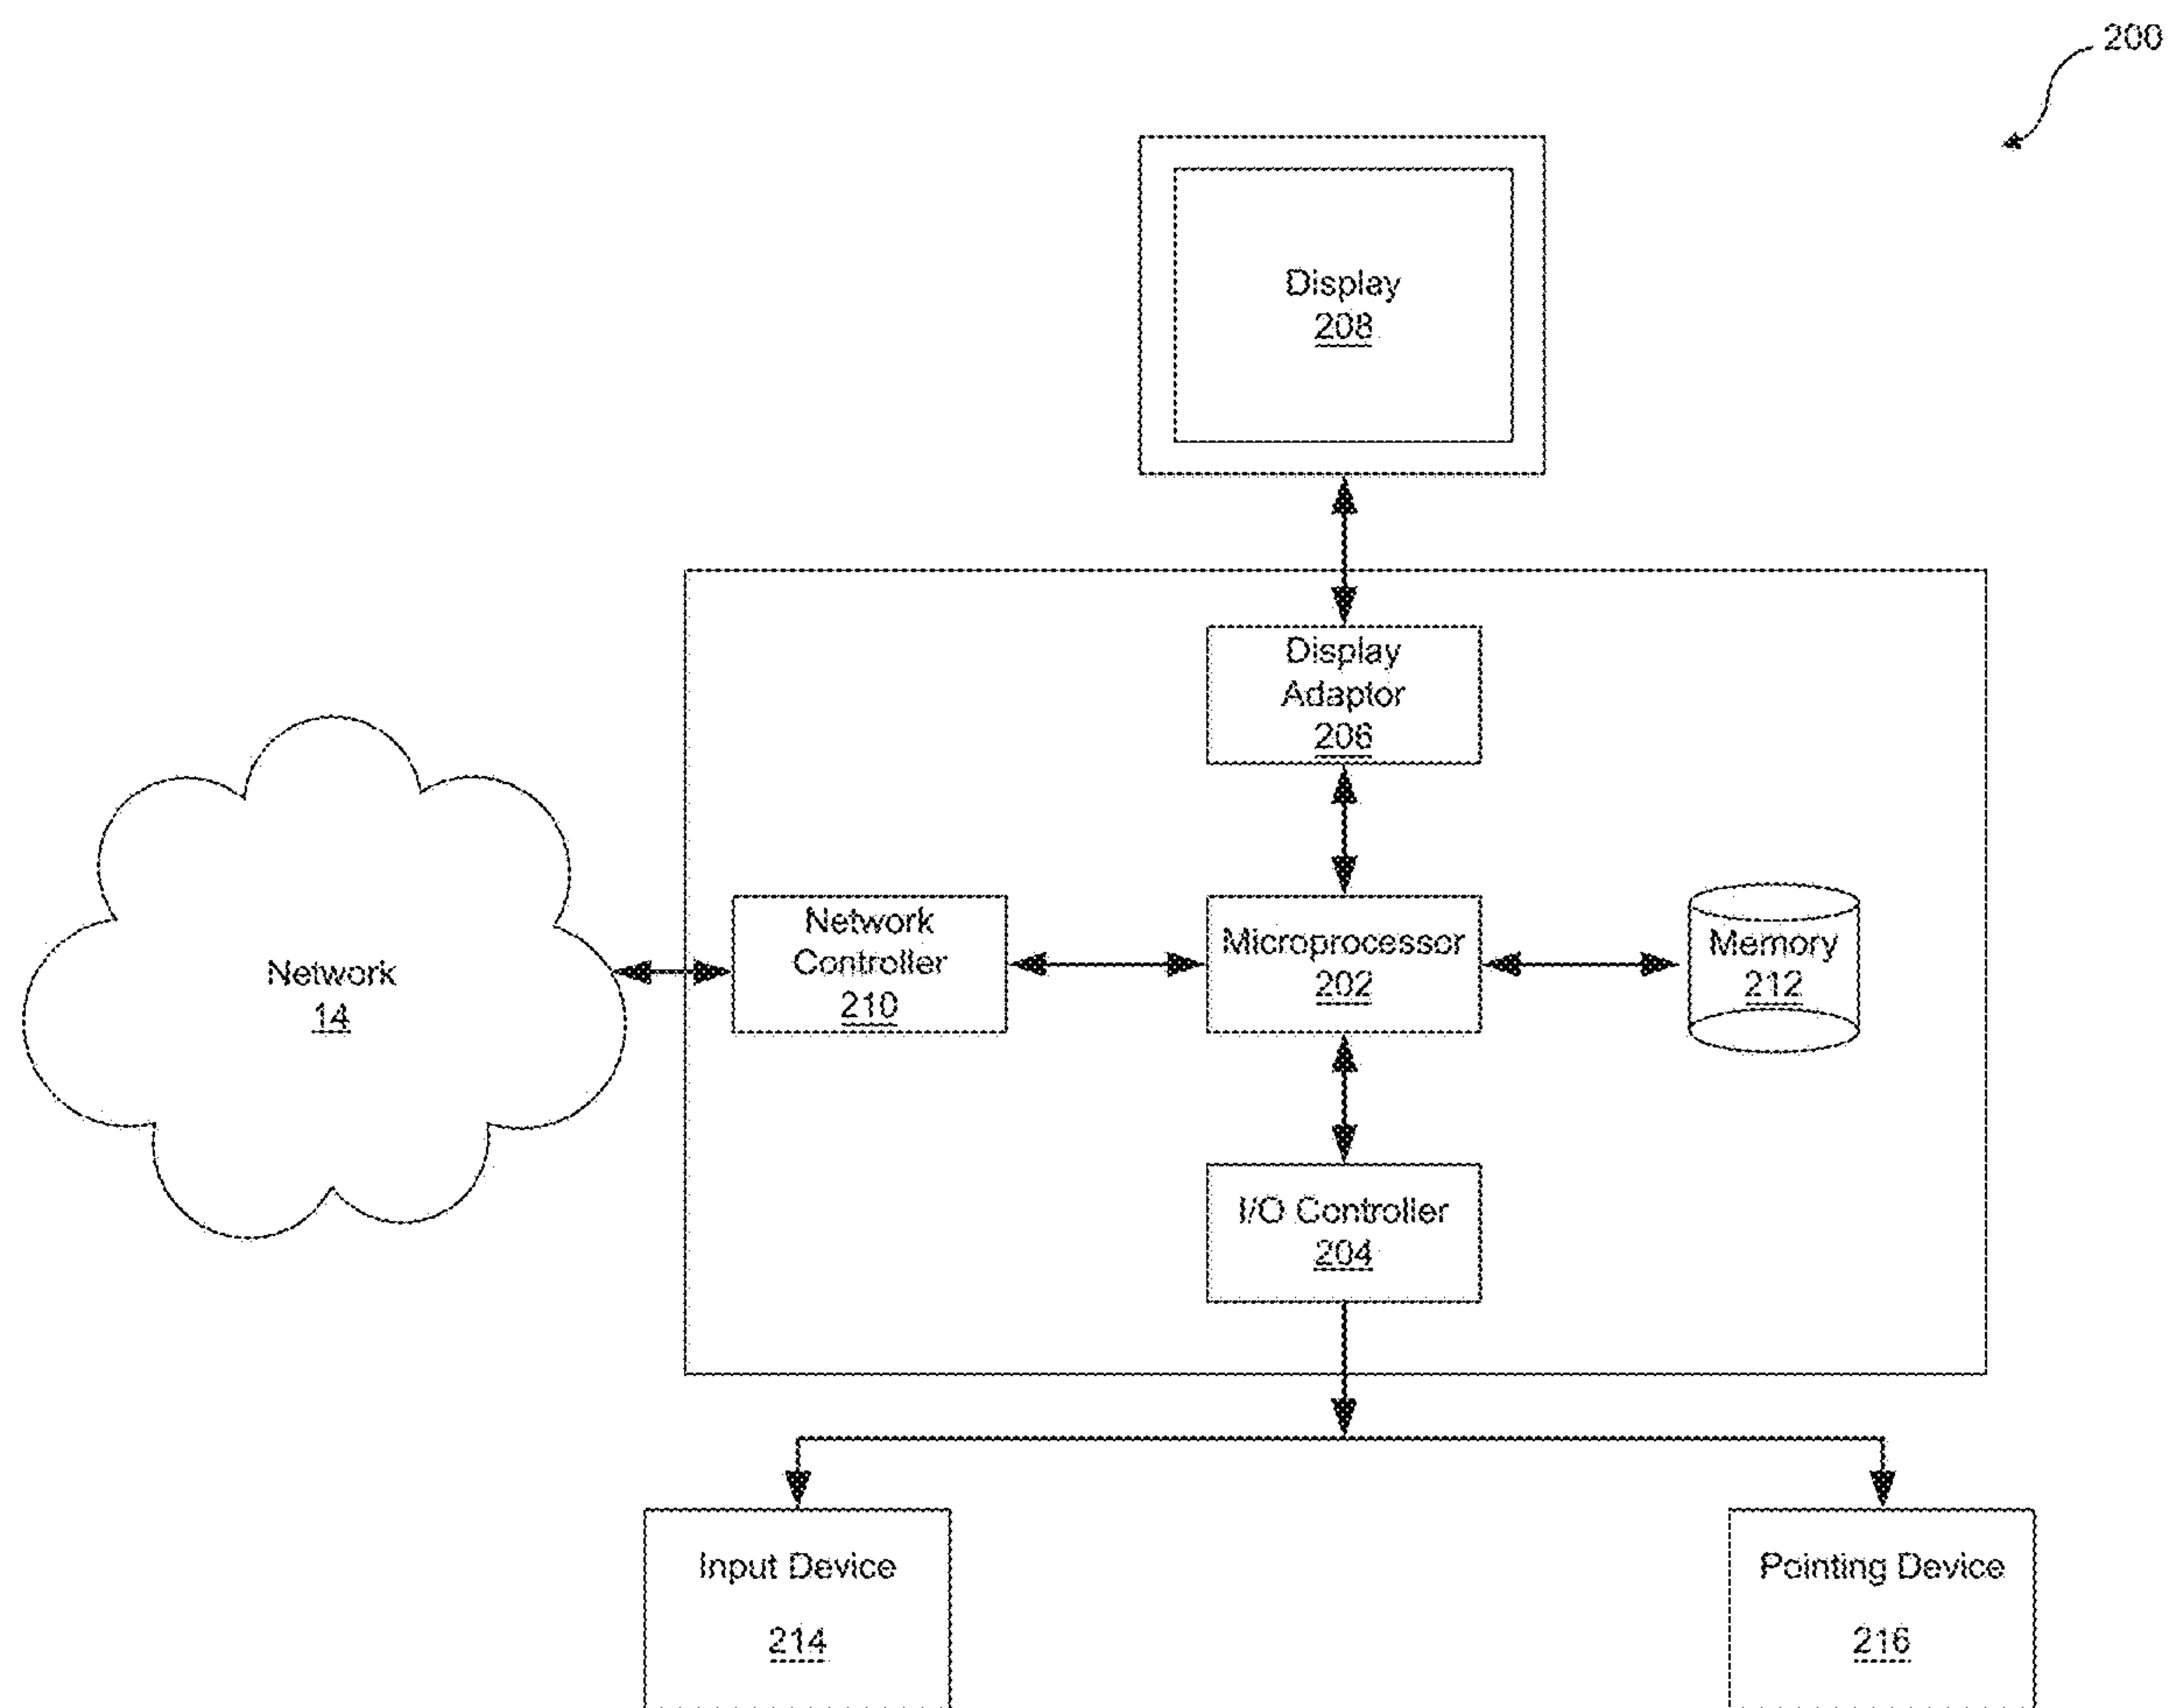 200
Display
208
Display
Adaptor
206
Network
Controller
210
Microprocessor
202
Memory
212
Network
14
I/O Controller
204
Input Device
214
Pointing Device
216